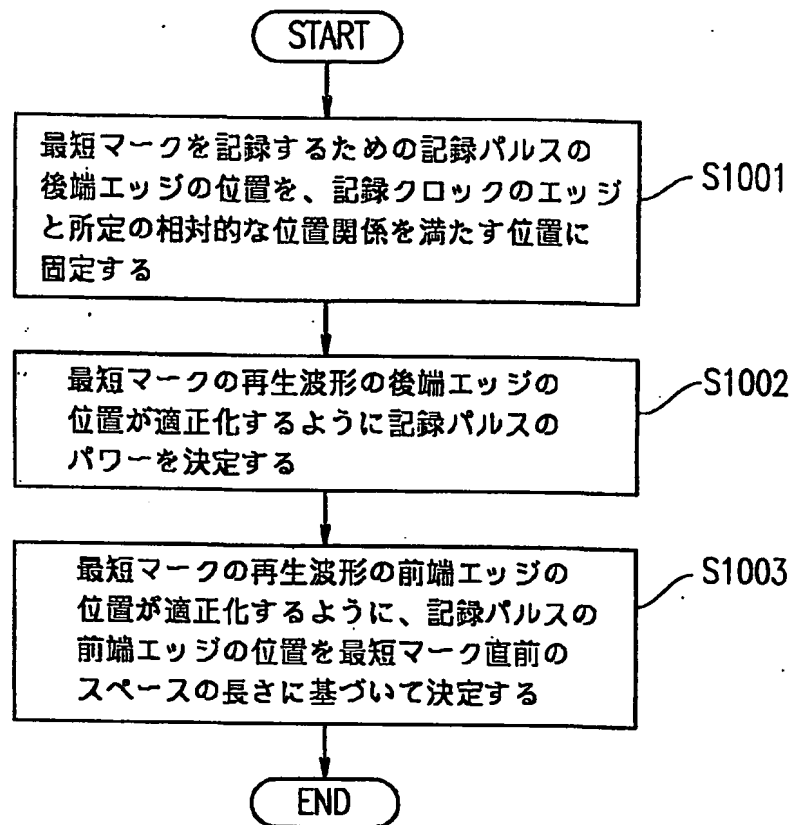 START
最短マークを記録するための記録パルスの
後端エッジの位置を、記録クロックのエッジ
と所定の相対的な位置関係を満たす位置に
固定する
S1001
最短マークの再生波形の後端エッジの
位置が適正化するように記録パルスの
パワーを決定する
S1002
最短マークの再生波形の前端エッジの
位置が適正化するように、記録パルスの
前端エッジの位置を最短マーク直前の
スペースの長さに基づいて決定する
S1003
END